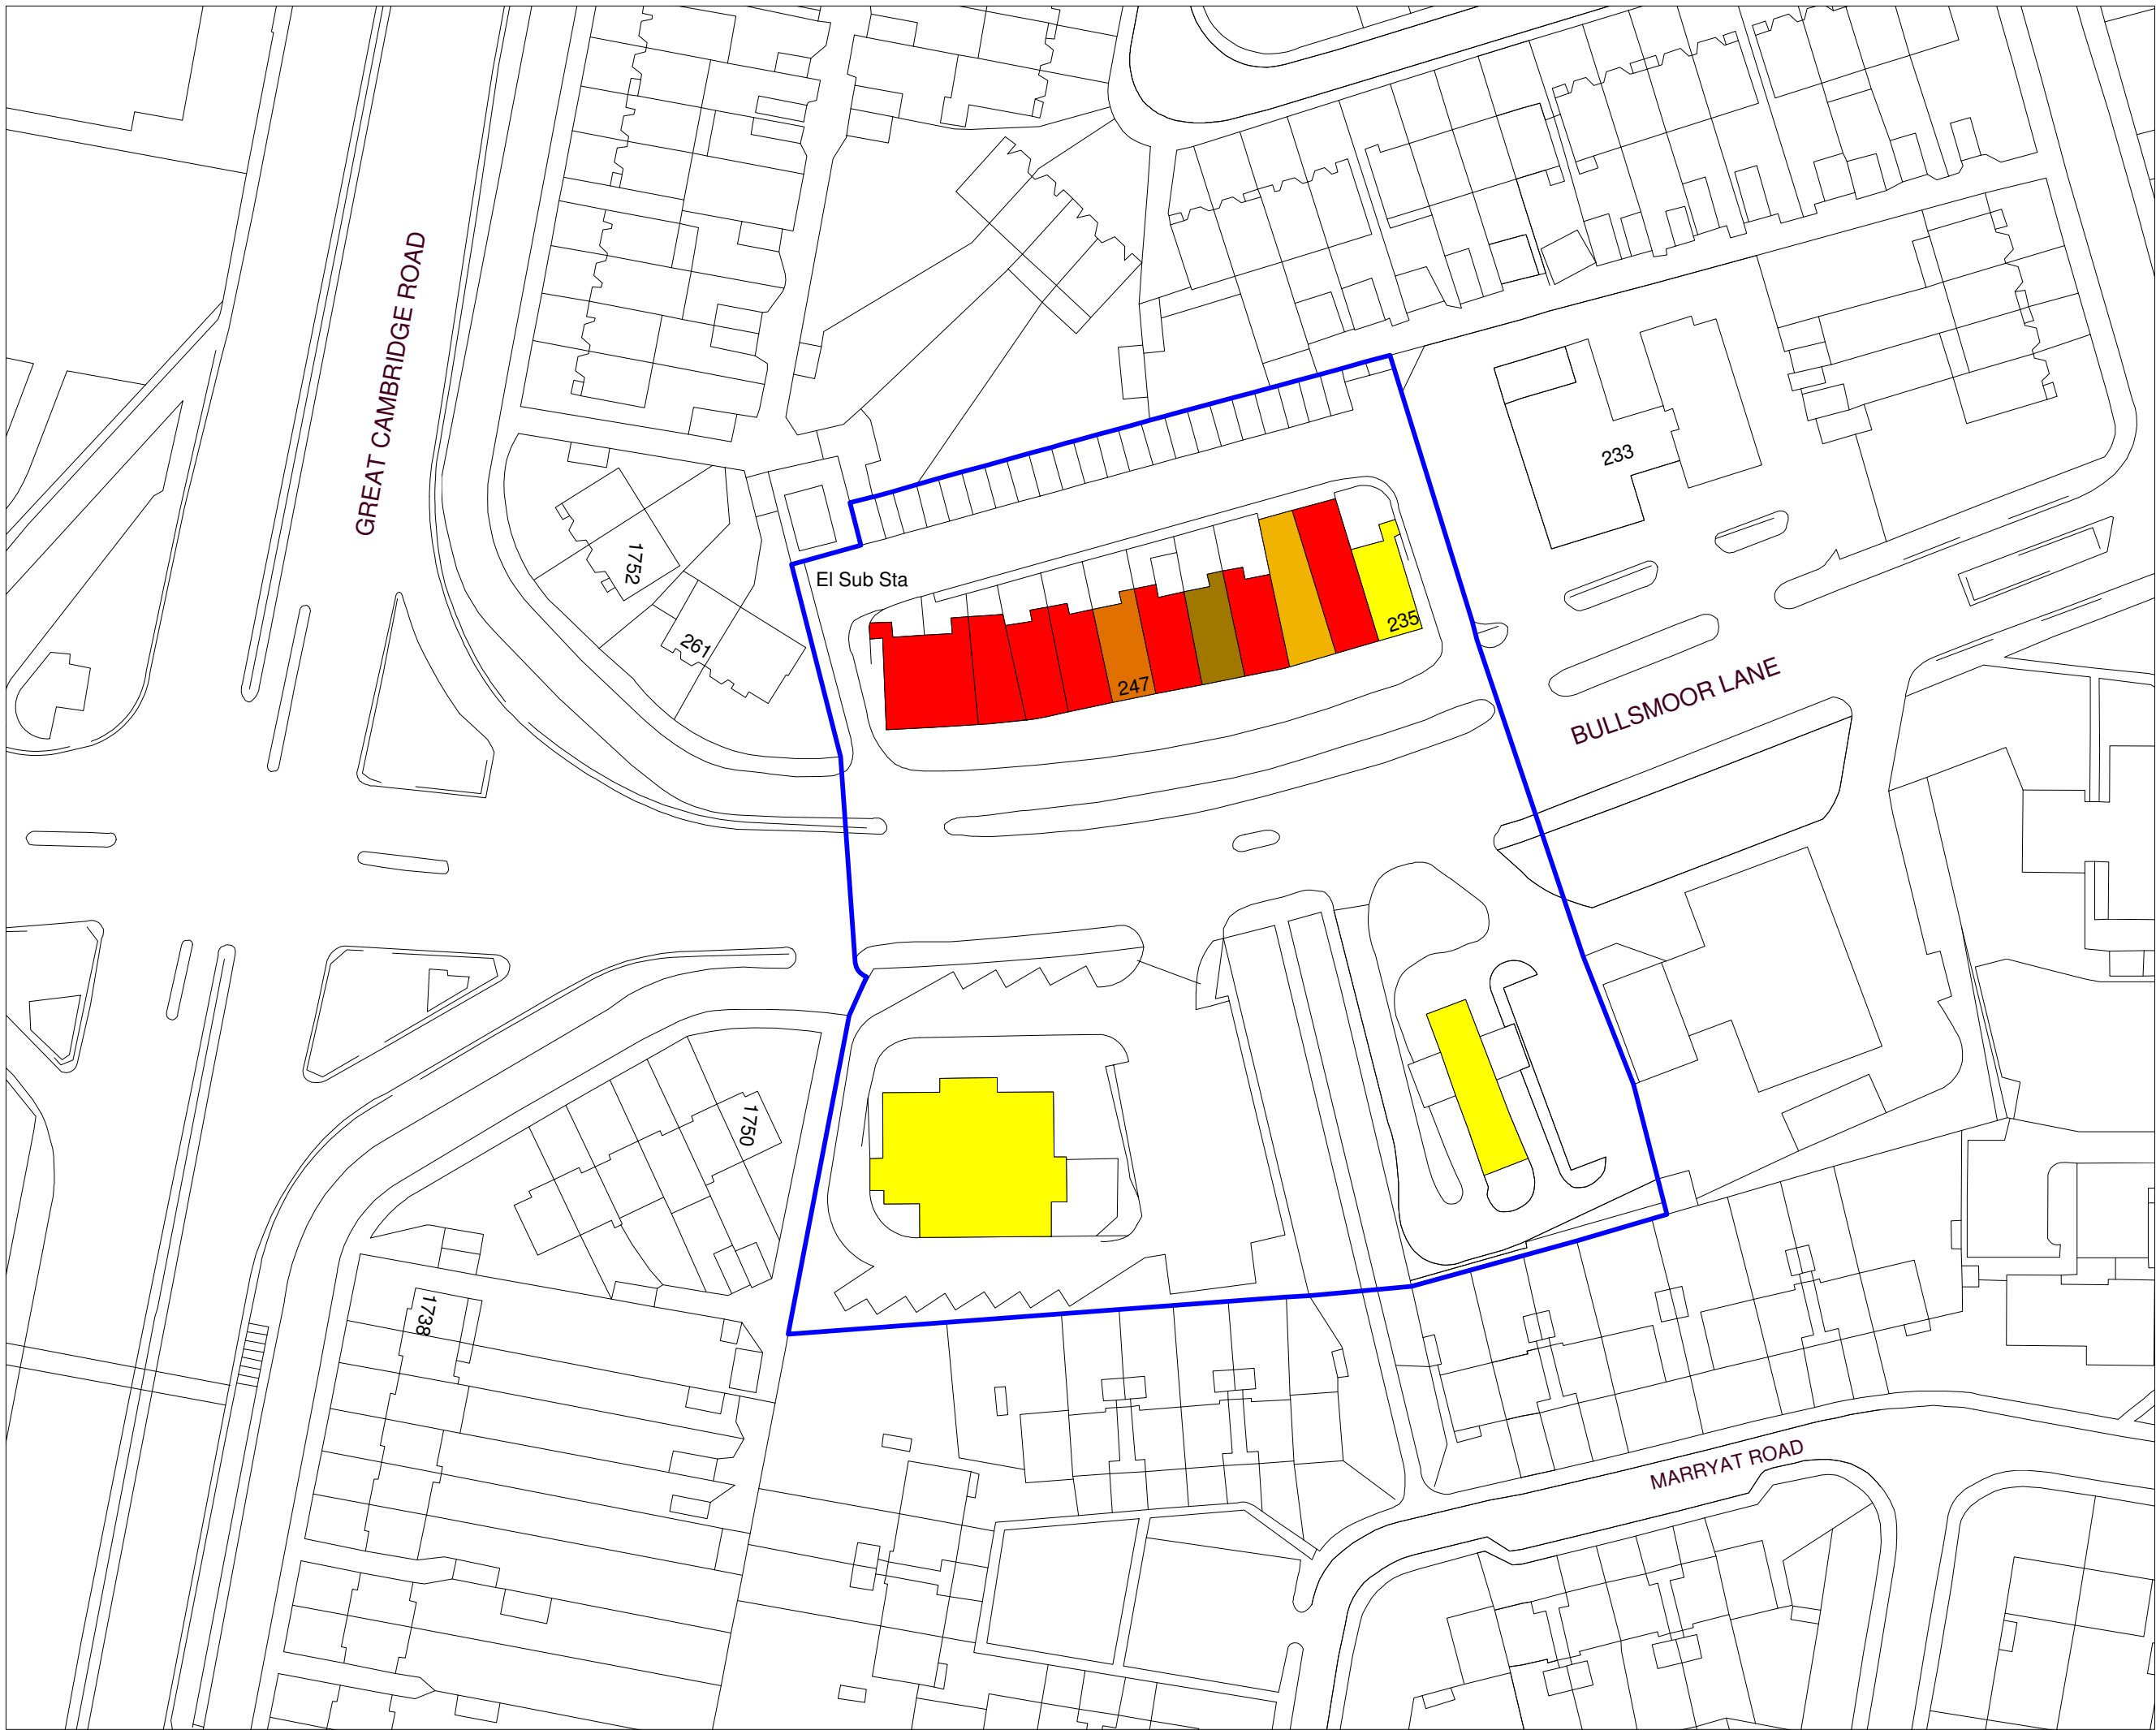 GREAT CAMBRIDGE ROAD
233
1752
El Sub Sta
235
261
247
BULLSMOOR LANE
1750
1738
MARRYAT ROAD